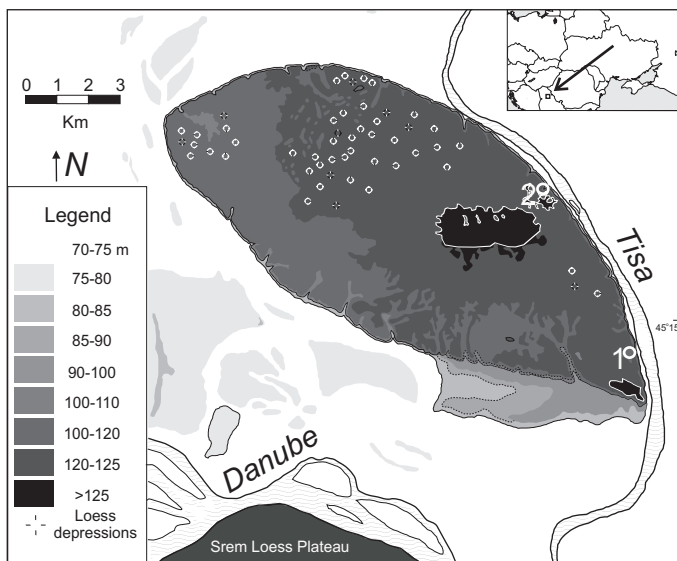 0 1 2 3
Km
N
Legend
70-75 m
75-80
80-85
85-90
90-100
100-110
100-120
120-125
>125
Loess
depressions
2°
Tisa
45°15
1°
Danube
Srem Loess Plateau